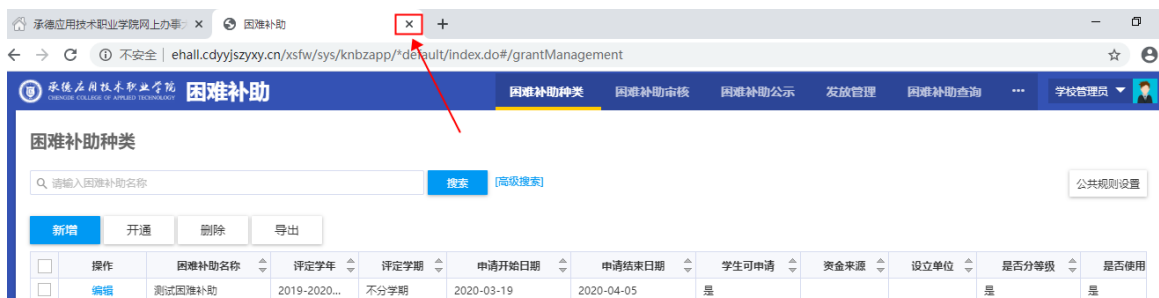 承德应用技术职业学院网上办事大 × 困难补助 × +
不安全 | ehall.cdyyjszyxy.cn/xsfw/sys/knbzapp/*default/index.do#/grantManagement
承德应用技术职业学院 CHENGDE COLLEGE OF APPLIED TECHNOLOGY 困难补助 困难补助种类 困难补助审核 困难补助公示 发放管理 困难补助查询 ··· 学校管理员
困难补助种类
请输入困难补助名称 搜索 [高级搜索] 公共规则设置
新增 开通 删除 导出
操作 困难补助名称 评定学年 评定学期 申请开始日期 申请结束日期 学生可申请 资金来源 设立单位 是否分等级 是否使用
编辑 测试困难补助 2019-2020... 不分学期 2020-03-19 2020-04-05 是 是 是